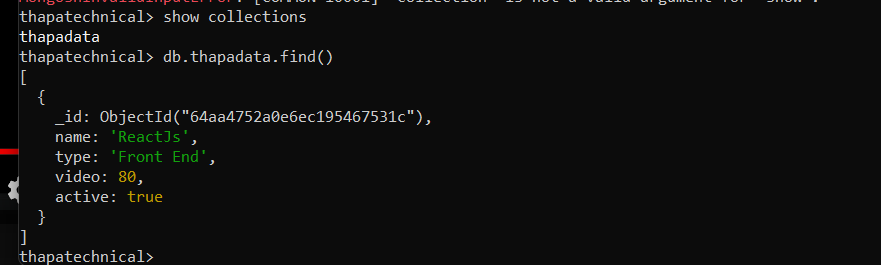 MongoshInvalidInputError: [COMMON-10001] 'collection' is not a valid argument for "show".
thapatechnical> show collections
thapadata
thapatechnical> db.thapadata.find()
[
  {
    _id: ObjectId("64aa4752a0e6ec195467531c"),
    name: 'ReactJs',
    type: 'Front End',
    video: 80,
    active: true
  }
]
thapatechnical>